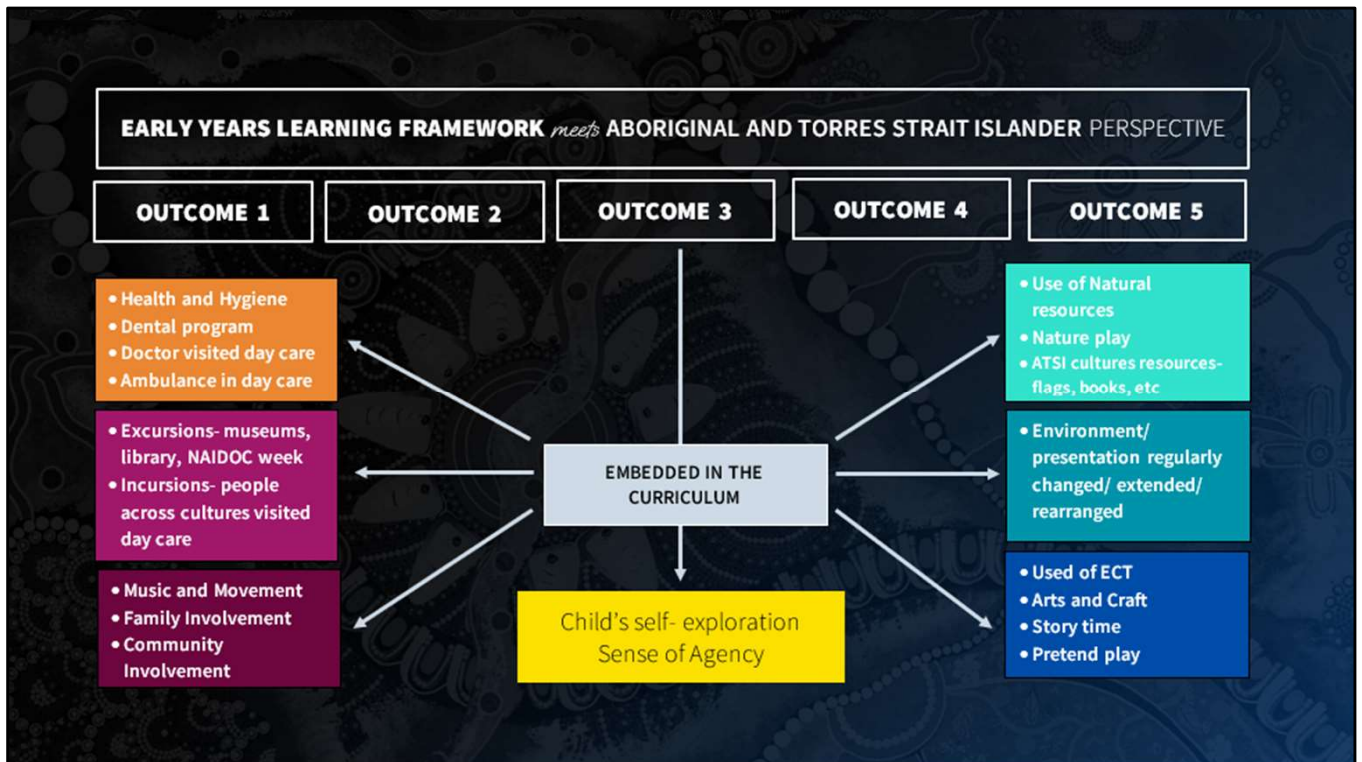 EARLY YEARS LEARNING FRAMEWORK meets ABORIGINAL AND TORRES STRAIT ISLANDER PERSPECTIVE
OUTCOME 1
OUTCOME 2
OUTCOME 3
OUTCOME 4
OUTCOME 5
• Health and Hygiene
• Dental program
• Doctor visited day care
• Ambulance in day care
• Excursions- museums,
library, NAIDOC week
• Incursions- people
across cultures visited
day care
• Music and Movement
• Family Involvement
• Community
Involvement
EMBEDDED IN THE
CURRICULUM
Child's self- exploration
Sense of Agency
• Use of Natural
resources
• Nature play
• ATSI cultures resources-
flags, books, etc
• Environment/
presentation regularly
changed/ extended/
rearranged
• Used of ECT
• Arts and Craft
• Story time
• Pretend play